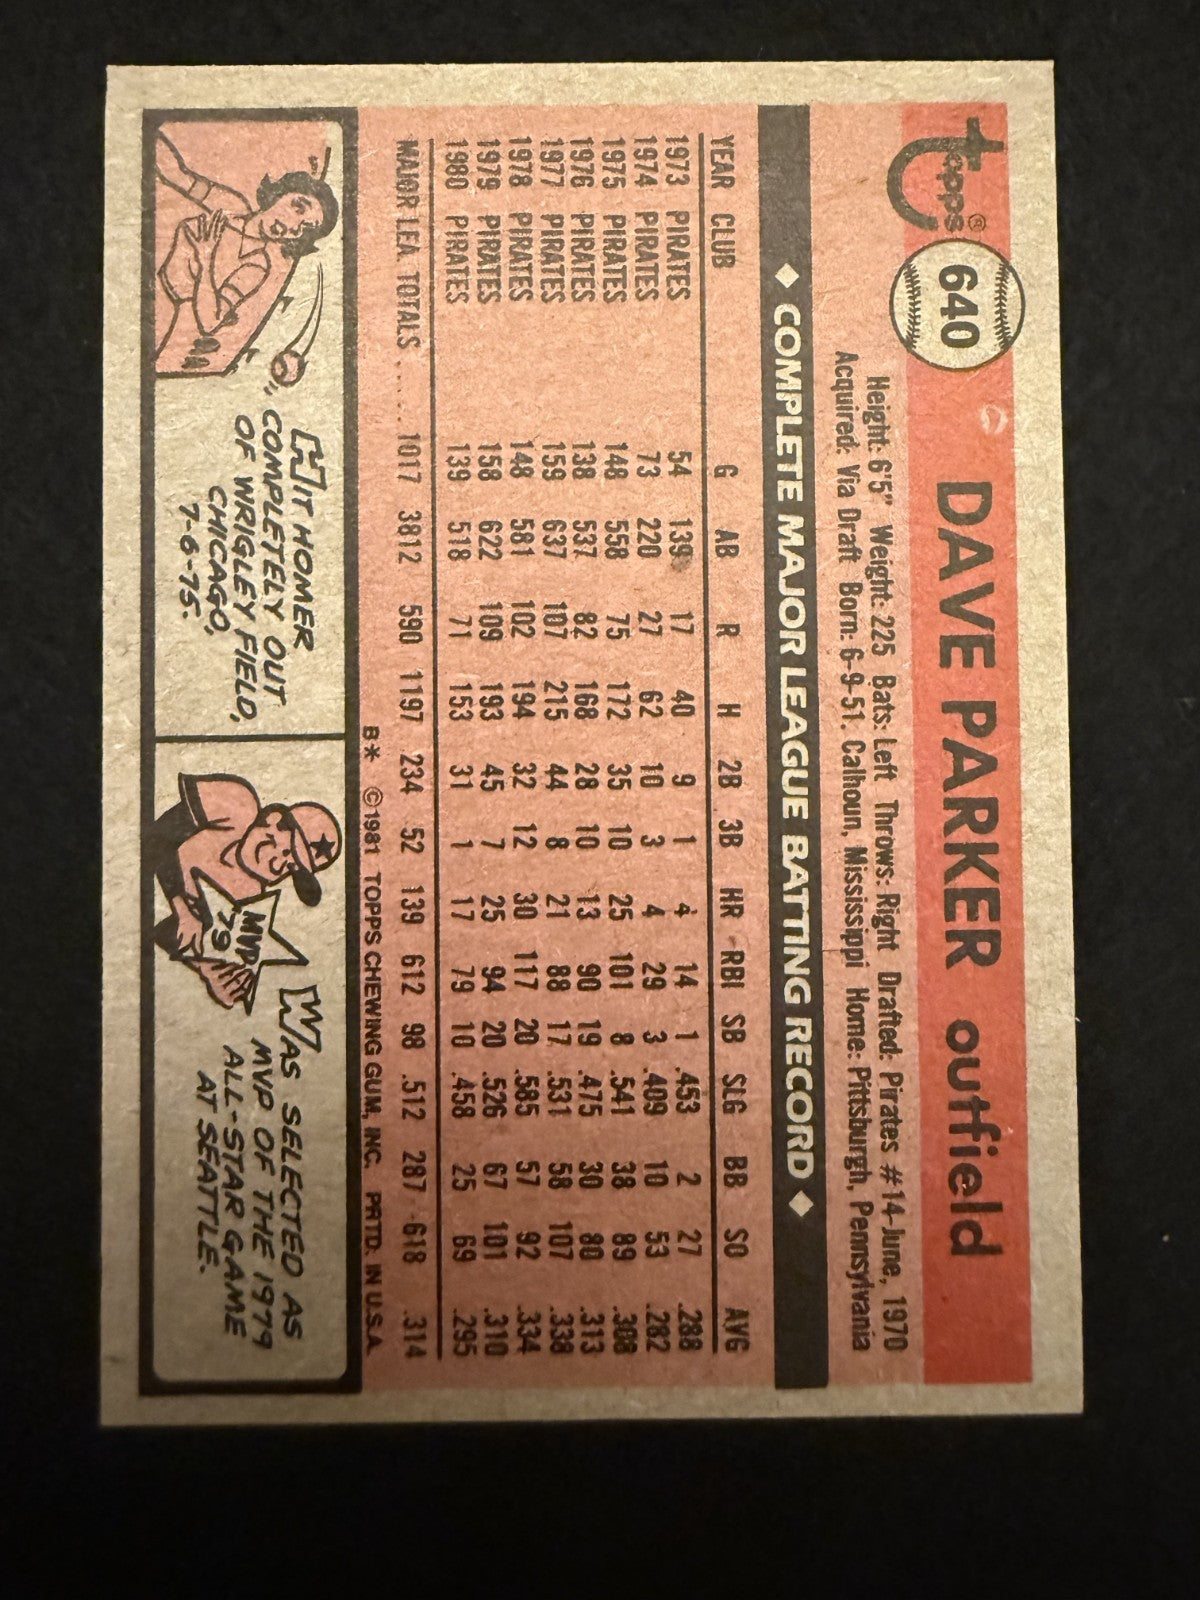 topps®
640
DAVE PARKER outfield
Height: 6'5" Weight: 225 Bats: Left Throws: Right Drafted: Pirates #14-June, 1970
Acquired: Via Draft Born: 6-9-51, Calhoun, Mississippi Home: Pittsburgh, Pennsylvania
◆ COMPLETE MAJOR LEAGUE BATTING RECORD ◆
YEAR CLUB G AB R H 2B 3B HR RBI SB SLG BB SO AVG
1973 PIRATES 54 139 17 40 9 1 4 14 1 .453 2 27 .288
1974 PIRATES 73 220 27 62 10 3 4 29 3 .409 10 53 .282
1975 PIRATES 148 558 75 172 35 10 25 101 8 .541 38 89 .308
1976 PIRATES 138 537 82 168 28 10 13 90 19 .475 30 80 .313
1977 PIRATES 159 637 107 215 44 8 21 88 17 .531 58 107 .338
1978 PIRATES 148 581 102 194 32 12 30 117 20 .585 57 92 .334
1979 PIRATES 158 622 109 193 45 7 25 94 20 .526 67 101 .310
1980 PIRATES 139 518 71 153 31 1 17 79 10 .458 25 69 .295
MAJOR LEA. TOTALS ..... 1017 3812 590 1197 234 52 139 612 98 .512 287 618 .314
B* ©1981 TOPPS CHEWING GUM, INC. PRTD. IN U.S.A.
HIT HOMER
"COMPLETELY OUT
OF WRIGLEY FIELD,
CHICAGO,
7-6-75.
MVP
'79
WAS SELECTED AS
MVP OF THE 1979
ALL-STAR GAME
AT SEATTLE.